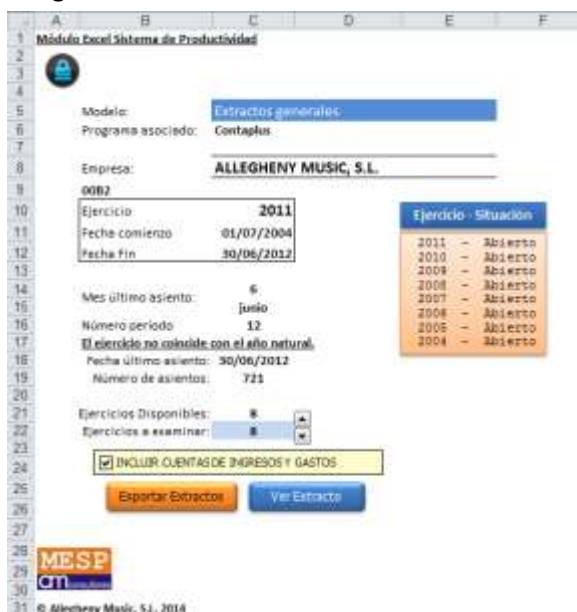 A B C D E F
1 Módulo Excel Sistema de Productividad
2
3
4
5 Modelo: Extractos generales
6 Programa asociado: Contaplus
7
8 Empresa: ALLEGHENY MUSIC, S.L.
9 00B2
10 Ejercicio 2011
11 Fecha comienzo 01/07/2004
12 Fecha Fin 30/06/2012
13
14 Mes último asiento: 6
15 junio
16 Número periodo 12
17 El ejercicio no coincide con el año natural.
18 Fecha último asiento: 30/06/2012
19 Número de asientos: 721
20
21 Ejercicios Disponibles: 8
22 Ejercicios a examinar: 8
23
24 INCLUIR CUENTAS DE INGRESOS Y GASTOS
25 Exportar Extractos Ver Extracto
26
27
28
29 MESP
30 am
31 © Allegheny Music, S.L. 2014
Ejercicio - Situación
2011 - Abierto
2010 - Abierto
2009 - Abierto
2008 - Abierto
2007 - Abierto
2006 - Abierto
2005 - Abierto
2004 - Abierto